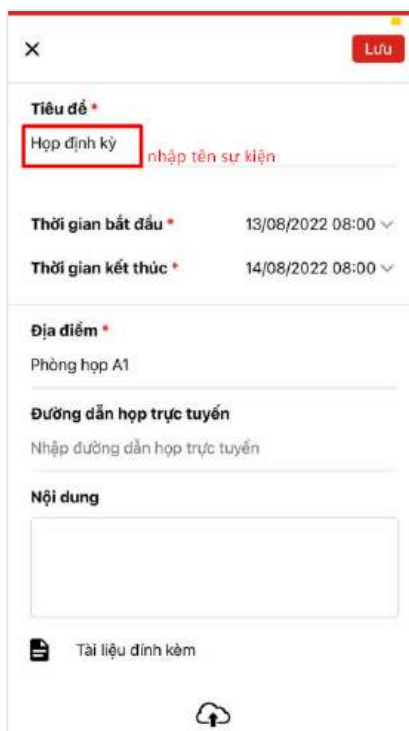 Lưu
Tiêu đề *
Họp định kỳ
nhập tên sự kiện
Thời gian bắt đầu * 13/08/2022 08:00
Thời gian kết thúc * 14/08/2022 08:00
Địa điểm *
Phòng họp A1
Đường dẫn họp trực tuyến
Nhập đường dẫn họp trực tuyến
Nội dung
Tài liệu đính kèm